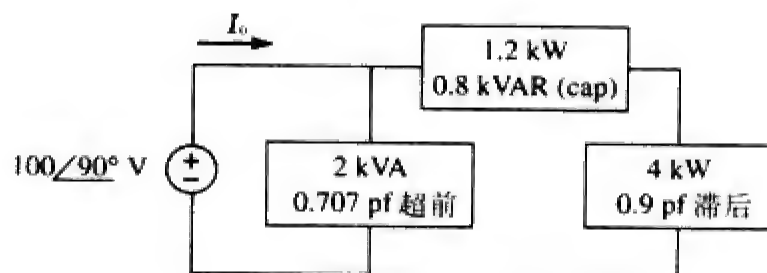 I₀
1.2 kW
0.8 kVAR (cap)
100∠90° V
+
−
2 kVA
0.707 pf 超前
4 kW
0.9 pf 滞后